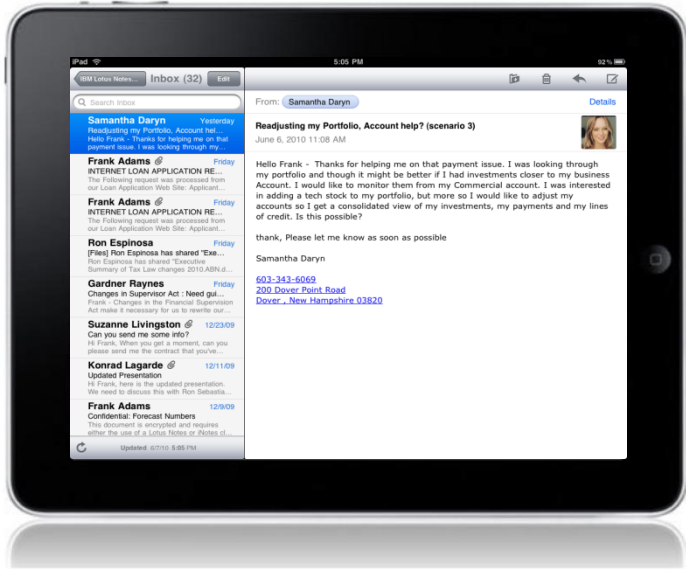 iPad 5:05 PM 92%
IBM Lotus Notes... Inbox (32) Edit
Search Inbox
Samantha Daryn Yesterday
Readjusting my Portfolio, Account hel...
Hello Frank - Thanks for helping me on that
payment issue. I was looking through my...
Frank Adams Friday
INTERNET LOAN APPLICATION RE...
The Following request was processed from
our Loan Application Web Site: Applicant...
Frank Adams Friday
INTERNET LOAN APPLICATION RE...
The Following request was processed from
our Loan Application Web Site: Applicant...
Ron Espinosa Friday
[Files] Ron Espinosa has shared "Exe...
Ron Espinosa has shared "Executive
Summary of Tax Law changes 2010.ABN.d...
Gardner Raynes Friday
Changes in Supervisor Act : Need gui...
Frank - Changes in the Financial Supervision
Act make it necessary for us to rewrite our...
Suzanne Livingston 12/23/09
Can you send me some info?
Hi Frank, When you get a moment, can you
please send me the contract that you've...
Konrad Lagarde 12/11/09
Updated Presentation
Hi Frank, here is the updated presentation.
We need to discuss this with Ron Sebastia...
Frank Adams 12/9/09
Confidential: Forecast Numbers
This document is encrypted and requires
either the use of a Lotus Notes or iNotes cl...
Updated 6/7/10 5:05 PM
From: Samantha Daryn Details
Readjusting my Portfolio, Account help? (scenario 3)
June 6, 2010 11:08 AM
Hello Frank - Thanks for helping me on that payment issue. I was looking through
my portfolio and though it might be better if I had investments closer to my business
Account. I would like to monitor them from my Commercial account. I was interested
in adding a tech stock to my portfolio, but more so I would like to adjust my
accounts so I get a consolidated view of my investments, my payments and my lines
of credit. Is this possible?
thank, Please let me know as soon as possible
Samantha Daryn
603-343-6069
200 Dover Point Road
Dover , New Hampshire 03820